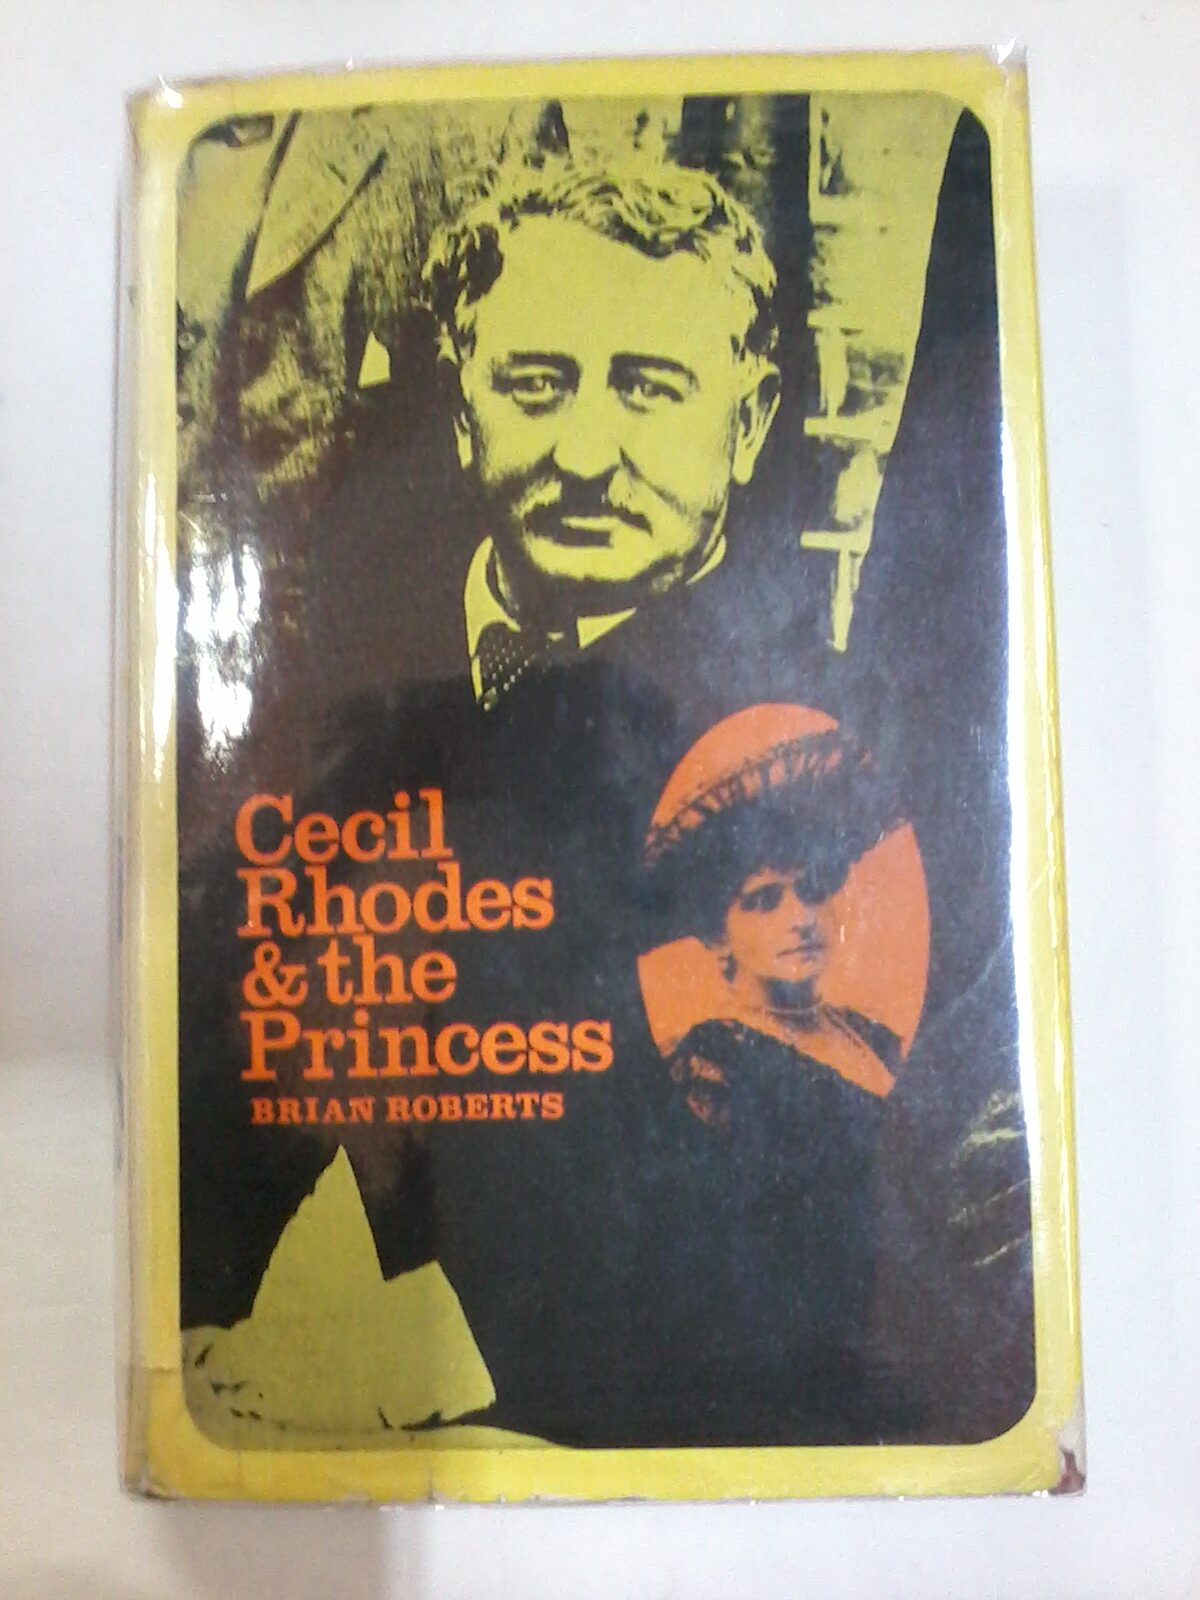 Cecil
Rhodes
& the
Princess
BRIAN ROBERTS